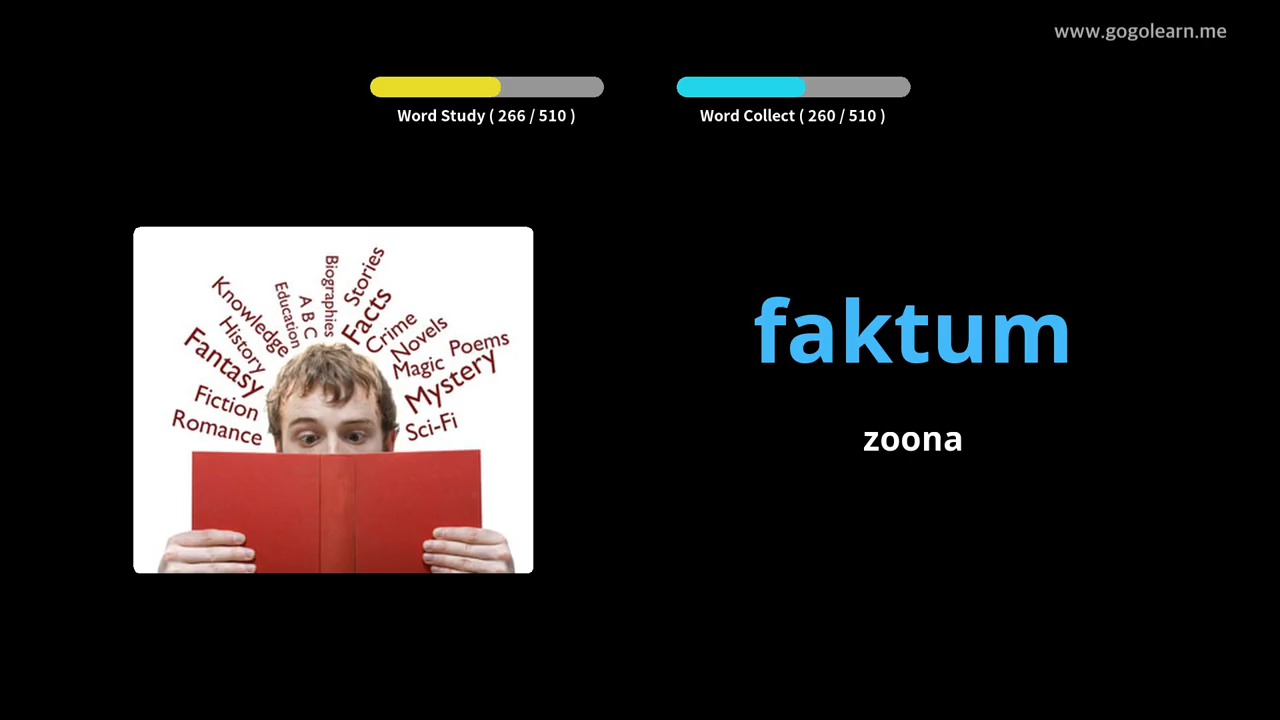 www.gogolearn.me
Word Study ( 266 / 510 )
Word Collect ( 260 / 510 )
Knowledge
Education
A B C
Biographies
Stories
Facts
History
Crime
Novels
Fantasy
Magic
Poems
Mystery
Fiction
Romance
Sci-Fi
faktum
zoona